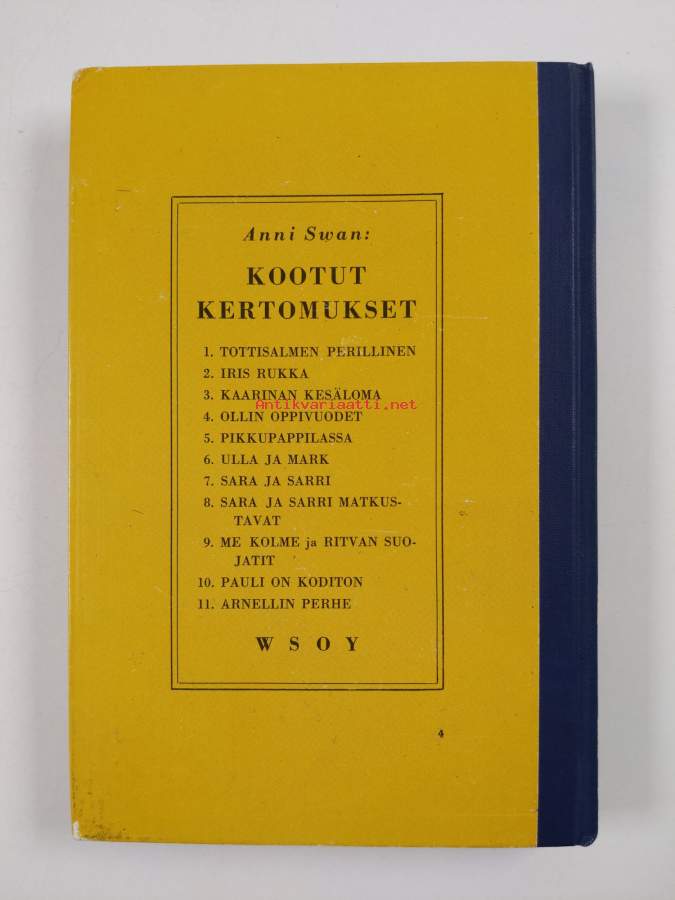 Anni Swan:
KOOTUT
KERTOMUKSET
1. TOTTISALMEN PERILLINEN
2. IRIS RUKKA
3. KAARINAN KESÄLOMA
Antikvariaatti.net
4. OLLIN OPPIVUODET
5. PIKKUPAPPILASSA
6. ULLA JA MARK
7. SARA JA SARRI
8. SARA JA SARRI MATKUS-
TAVAT
9. ME KOLME ja RITVAN SUO-
JATIT
10. PAULI ON KODITON
11. ARNELLIN PERHE
WSOY
4